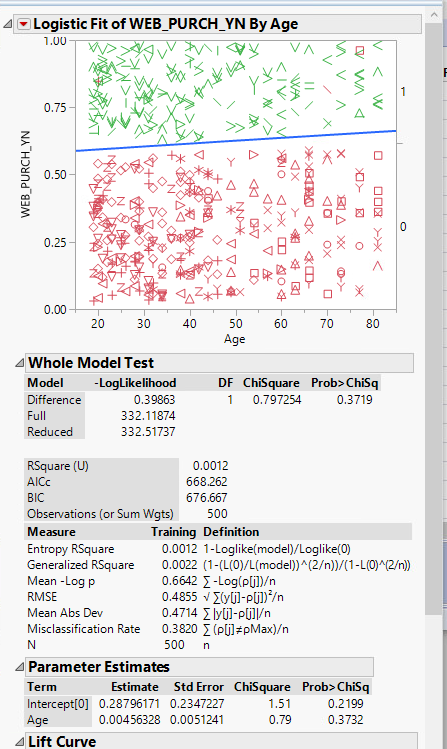 Logistic Fit of WEB_PURCH_YN By Age
1.00
0.75
0.50
0.25
0.00
WEB_PURCH_YN
1
0
20 30 40 50 60 70 80
Age
Whole Model Test
Model -LogLikelihood DF ChiSquare Prob>ChiSq
Difference 0.39863 1 0.797254 0.3719
Full 332.11874
Reduced 332.51737
RSquare (U) 0.0012
AICc 668.262
BIC 676.667
Observations (or Sum Wgts) 500
Measure Training Definition
Entropy RSquare 0.0012 1-Loglike(model)/Loglike(0)
Generalized RSquare 0.0022 (1-(L(0)/L(model))^(2/n))/(1-L(0)^(2/n))
Mean -Log p 0.6642 ∑ -Log(ρ[j])/n
RMSE 0.4855 √ ∑(y[j]-ρ[j])²/n
Mean Abs Dev 0.4714 ∑ |y[j]-ρ[j]|/n
Misclassification Rate 0.3820 ∑ (ρ[j]≠ρMax)/n
N 500 n
Parameter Estimates
Term Estimate Std Error ChiSquare Prob>ChiSq
Intercept[0] 0.28796171 0.2347227 1.51 0.2199
Age 0.00456328 0.0051241 0.79 0.3732
Lift Curve